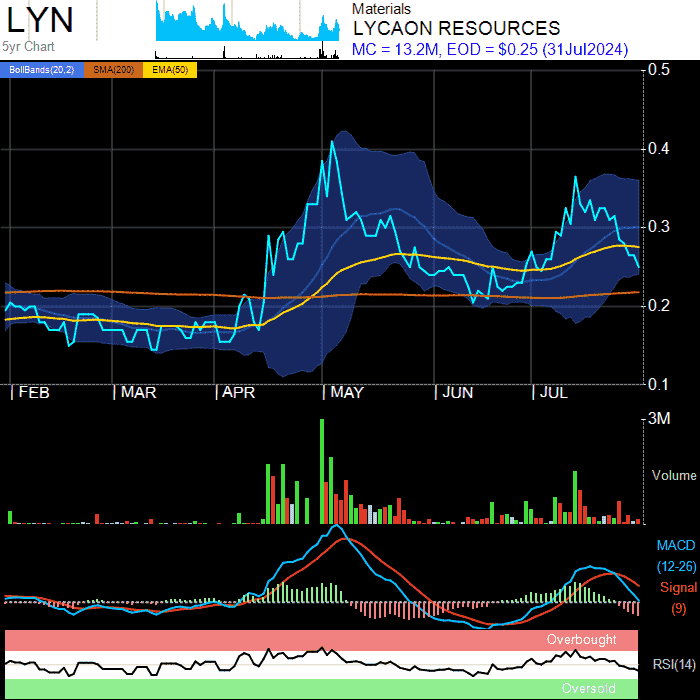 LYN
5yr Chart
Materials
LYCAON RESOURCES
MC = 13.2M, EOD = $0.25 (31Jul2024)
BollBands(20,2) SMA(200) EMA(50)
0.5
0.4
0.3
0.2
0.1
FEB MAR APR MAY JUN JUL
3M
Volume
MACD
(12-26)
Signal
(9)
Overbought
RSI(14)
Oversold